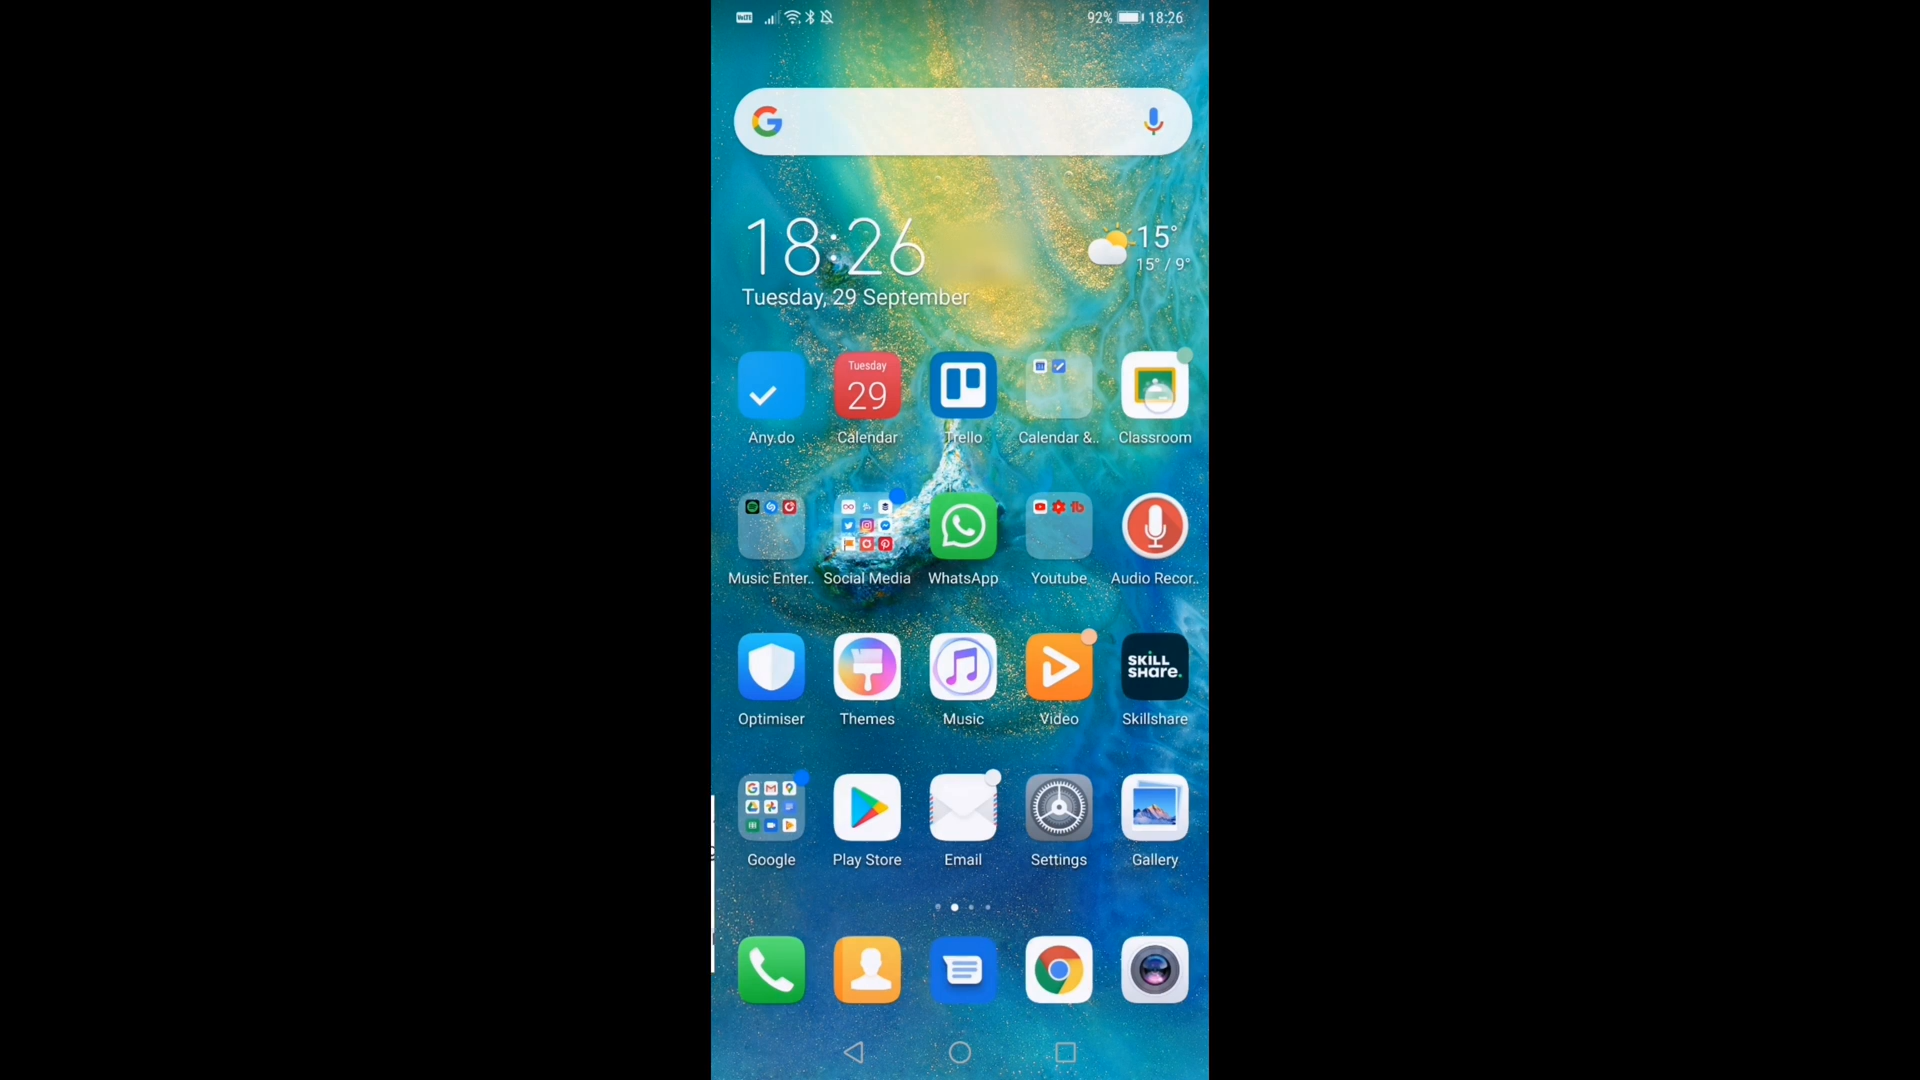 VoLTE 92% 18:26
18:26
15°
15° / 9°
Tuesday, 29 September
Tuesday
29
Any.do Calendar Trello Calendar &.. Classroom
Music Enter.. Social Media WhatsApp Youtube Audio Recor..
SKILL
SHARE.
Optimiser Themes Music Video Skillshare
Google Play Store Email Settings Gallery